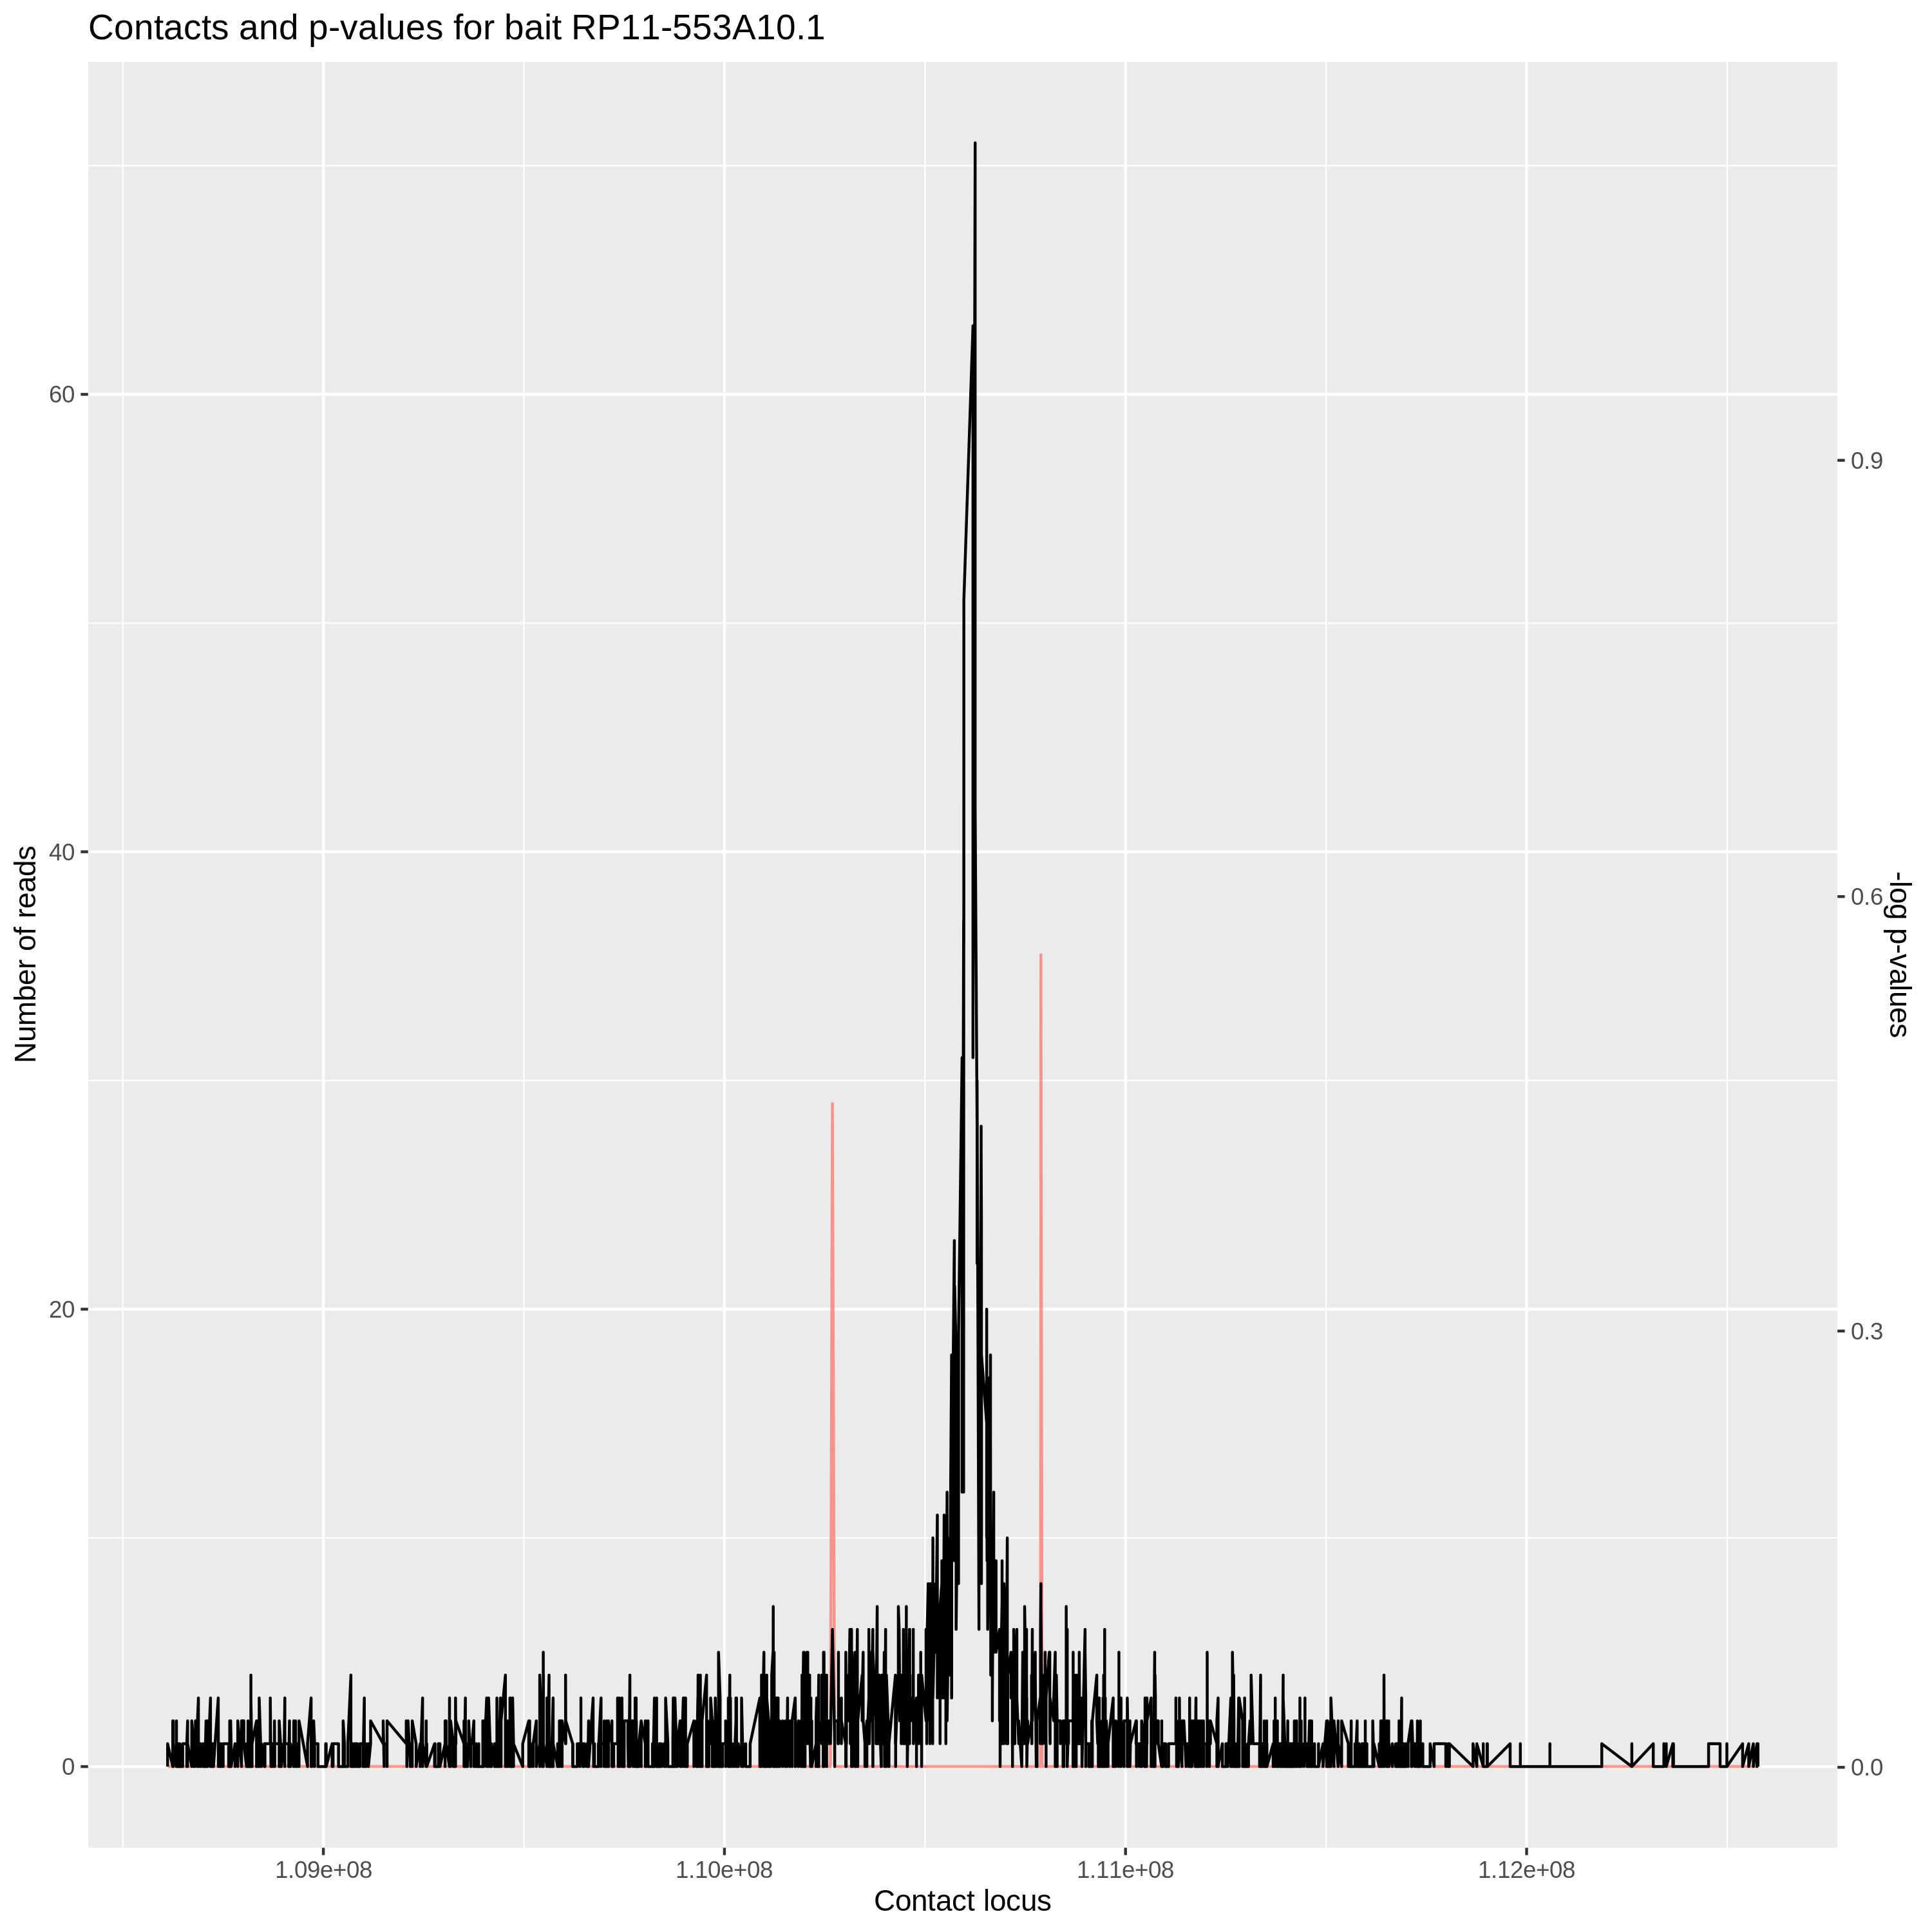 Contacts and p-values for bait RP11-553A10.1
60
40
20
0
Number of reads
0.9
0.6
0.3
0.0
-log p-values
1.09e+08
1.10e+08
1.11e+08
1.12e+08
Contact locus